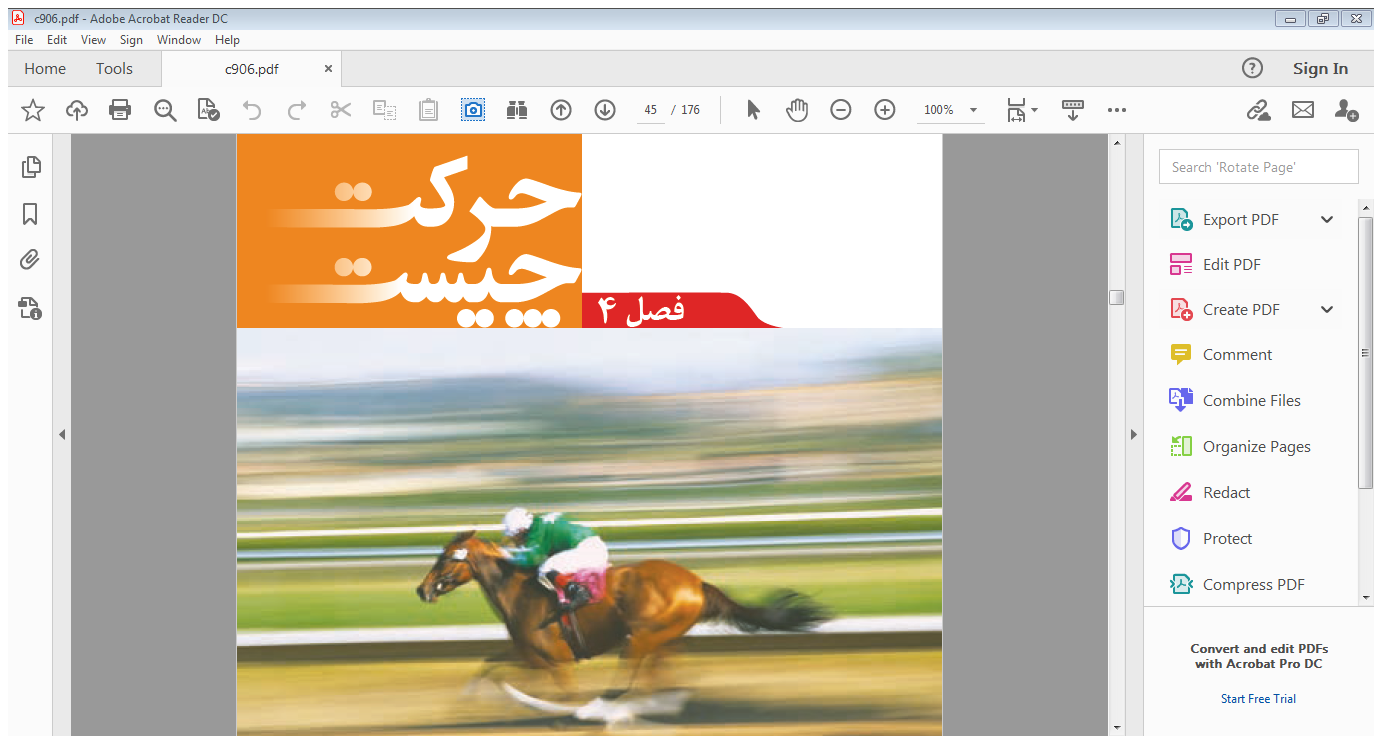 c906.pdf - Adobe Acrobat Reader DC
File Edit View Sign Window Help
Home Tools c906.pdf × ? Sign In
45 / 176 100%
حرکت
چیست
فصل ۴
Search 'Rotate Page'
Export PDF
Edit PDF
Create PDF
Comment
Combine Files
Organize Pages
Redact
Protect
Compress PDF
Convert and edit PDFs
with Acrobat Pro DC
Start Free Trial